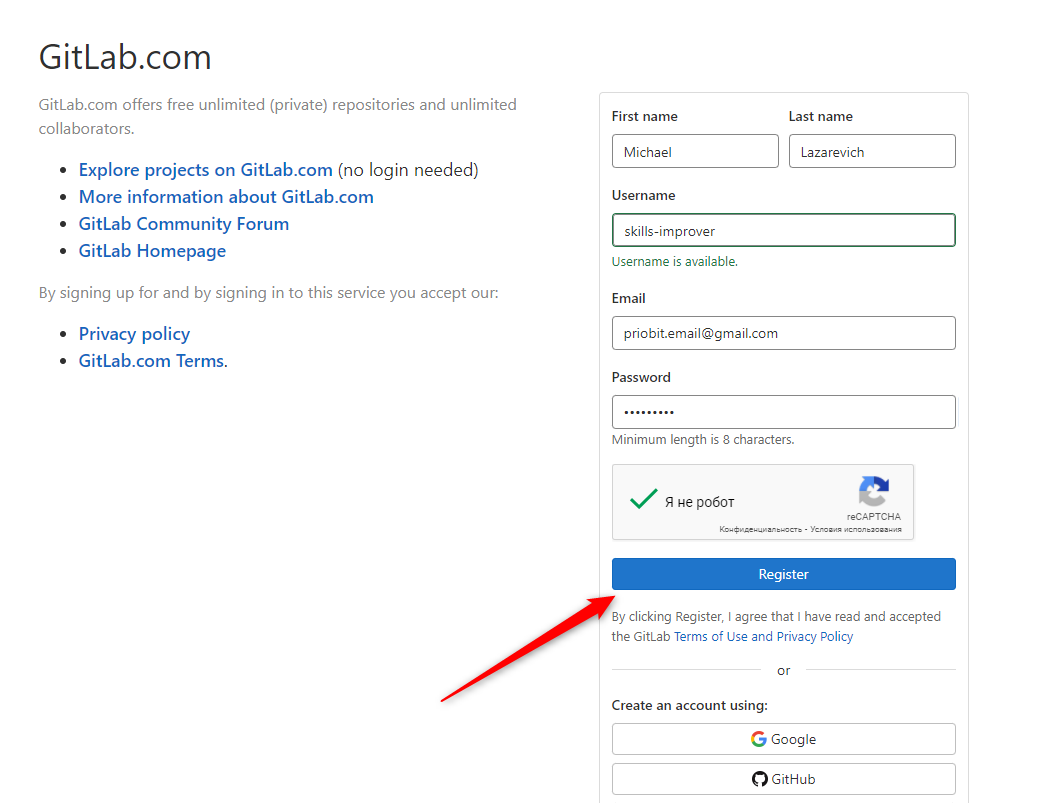 GitLab.com
GitLab.com offers free unlimited (private) repositories and unlimited
collaborators.
Explore projects on GitLab.com (no login needed)
More information about GitLab.com
GitLab Community Forum
GitLab Homepage
By signing up for and by signing in to this service you accept our:
Privacy policy
GitLab.com Terms.
First name Last name
Michael Lazarevich
Username
skills-improver
Username is available.
Email
priobit.email@gmail.com
Password
•••••••••
Minimum length is 8 characters.
Я не робот
reCAPTCHA
Конфиденциальность - Условия использования
Register
By clicking Register, I agree that I have read and accepted
the GitLab Terms of Use and Privacy Policy
or
Create an account using:
Google
GitHub